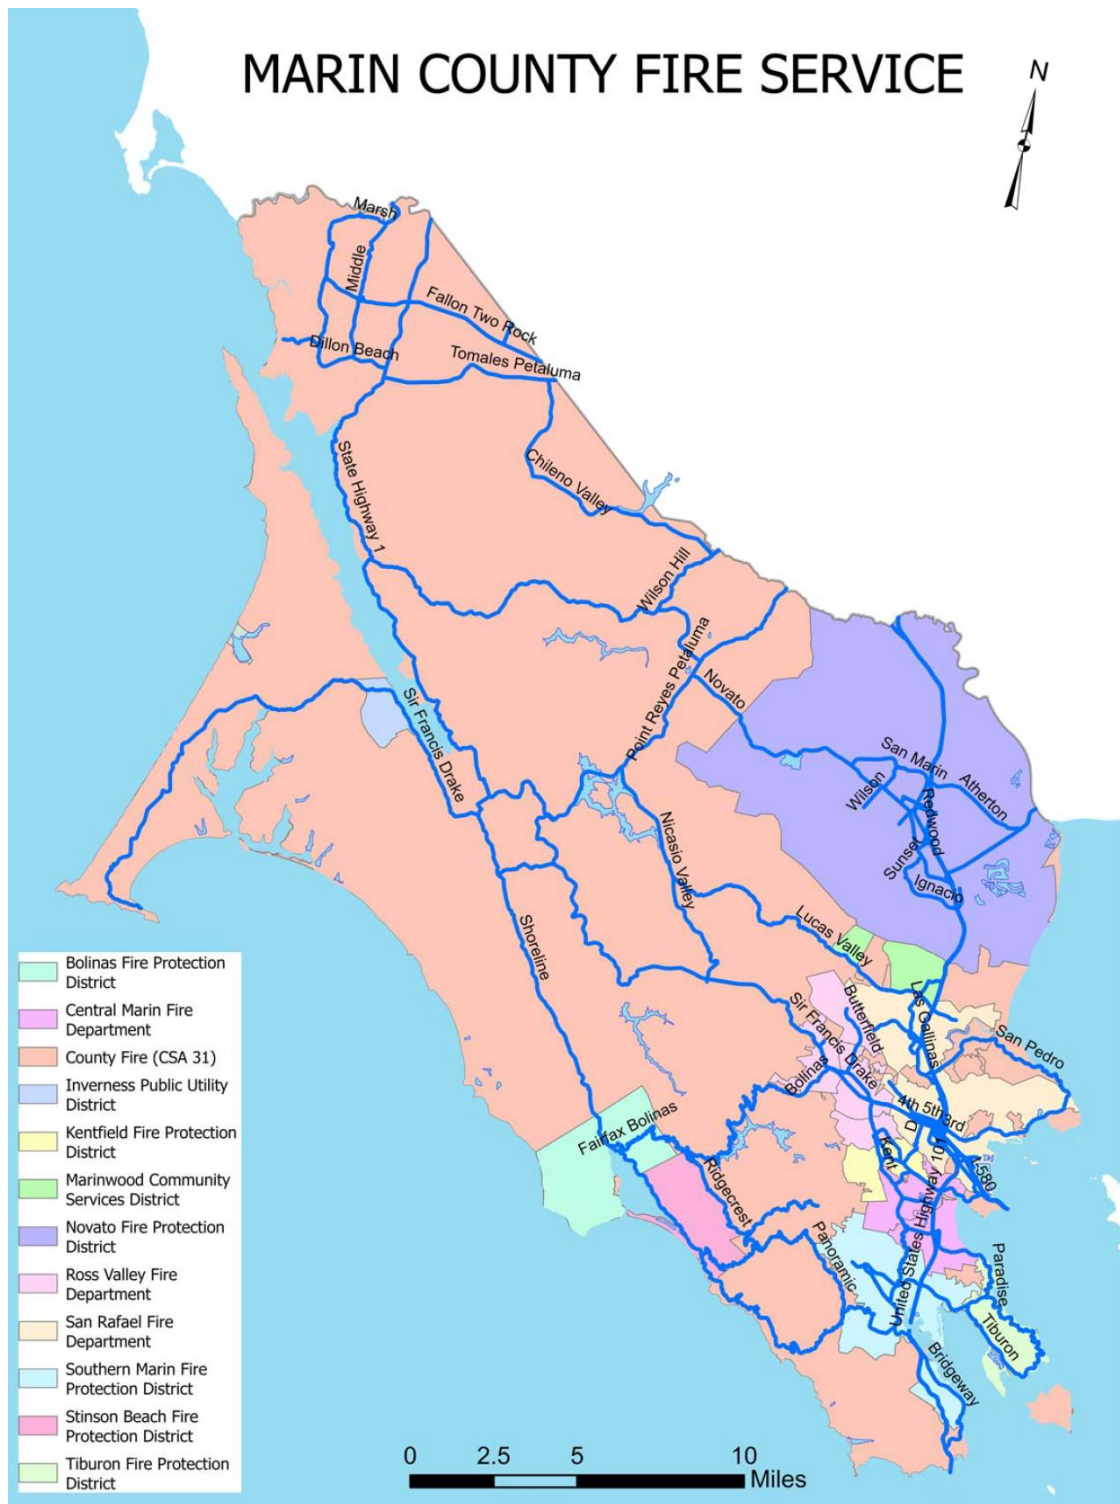 MARIN COUNTY FIRE SERVICE
N
Marsh
Middle
Fallon Two Rock
Dillon Beach
Tomales Petaluma
State Highway 1
Chileno Valley
Wilson Hill
Point Reyes Petaluma
Novato
Sir Francis Drake
San Marin
Atherton
Wilson
Redwood
Sunset
Ignacio
Nicasio Valley
Lucas Valley
Shoreline
Las Gallinas
Butterfield
Sir Francis Drake
San Pedro
Bolinas
4th 5th
3rd
D
Fairfax Bolinas
Kent
I-580
Ridgecrest
United States Highway 101
Panoramic
Paradise
Tiburon
Bridgeway
Bolinas Fire Protection
District
Central Marin Fire
Department
County Fire (CSA 31)
Inverness Public Utility
District
Kentfield Fire Protection
District
Marinwood Community
Services District
Novato Fire Protection
District
Ross Valley Fire
Department
San Rafael Fire
Department
Southern Marin Fire
Protection District
Stinson Beach Fire
Protection District
Tiburon Fire Protection
District
0 2.5 5 10
Miles